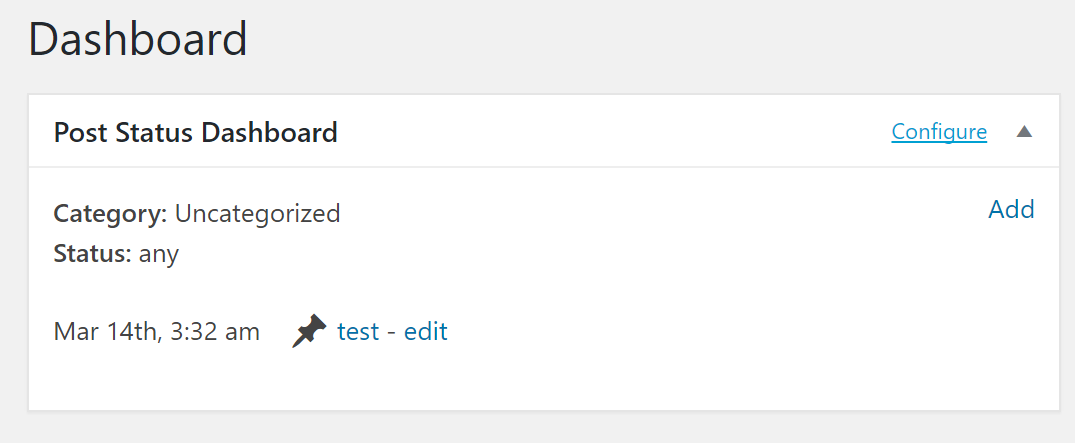 Dashboard
Post Status Dashboard Configure
Category: Uncategorized Add
Status: any
Mar 14th, 3:32 am test - edit